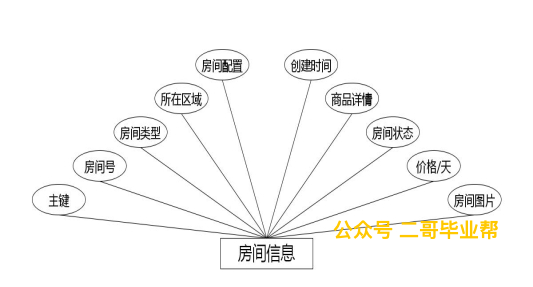 房间配置
创建时间
所在区域
商品详情
房间类型
房间状态
房间号
价格/天
主键
房间图片
公众号 二哥毕业帮
房间信息